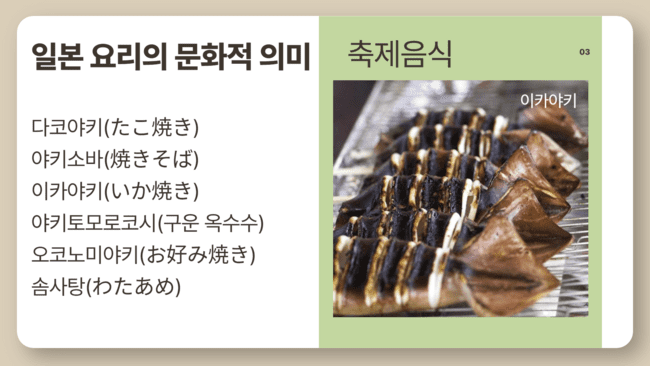 일본 요리의 문화적 의미
다코야키(たこ焼き)
야키소바(焼きそば)
이카야키(いか焼き)
야키토모로코시(구운 옥수수)
오코노미야키(お好み焼き)
솜사탕(わたあめ)
축제음식
03
이카야키